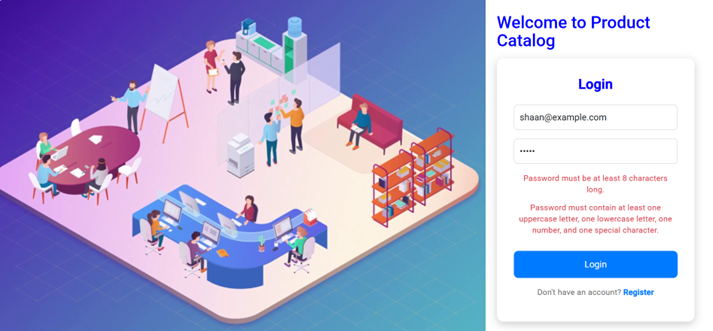 Welcome to Product
Catalog
Login
shaan@example.com
•••••
Password must be at least 8 characters
long.
Password must contain at least one
uppercase letter, one lowercase letter, one
number, and one special character.
Login
Don't have an account? Register